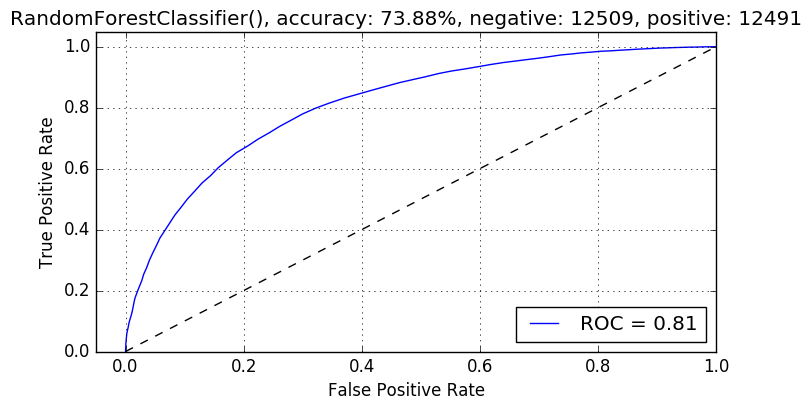 RandomForestClassifier(), accuracy: 73.88%, negative: 12509, positive: 12491
1.0
0.8
0.6
0.4
0.2
0.0
True Positive Rate
ROC = 0.81
0.0 0.2 0.4 0.6 0.8 1.0
False Positive Rate